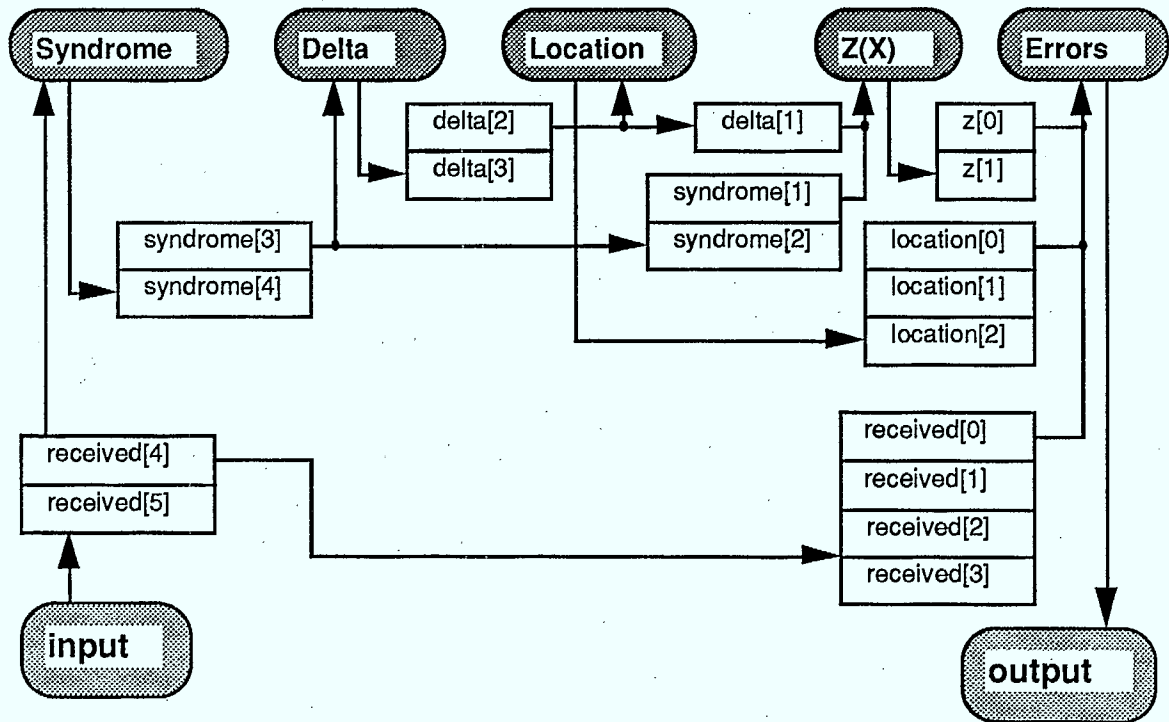 Syndrome
Delta
Location
Z(X)
Errors
delta[2]
delta[3]
delta[1]
z[0]
z[1]
syndrome[1]
syndrome[2]
syndrome[3]
syndrome[4]
location[0]
location[1]
location[2]
received[4]
received[5]
received[0]
received[1]
received[2]
received[3]
input
output